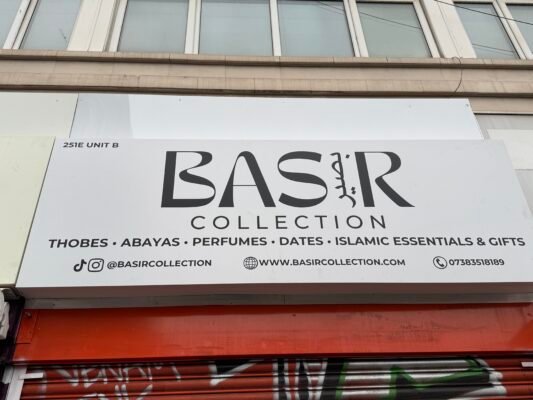 251E UNIT B
BASIR بصير
COLLECTION
THOBES • ABAYAS • PERFUMES • DATES • ISLAMIC ESSENTIALS & GIFTS
@BASIRCOLLECTION WWW.BASIRCOLLECTION.COM 07383518189